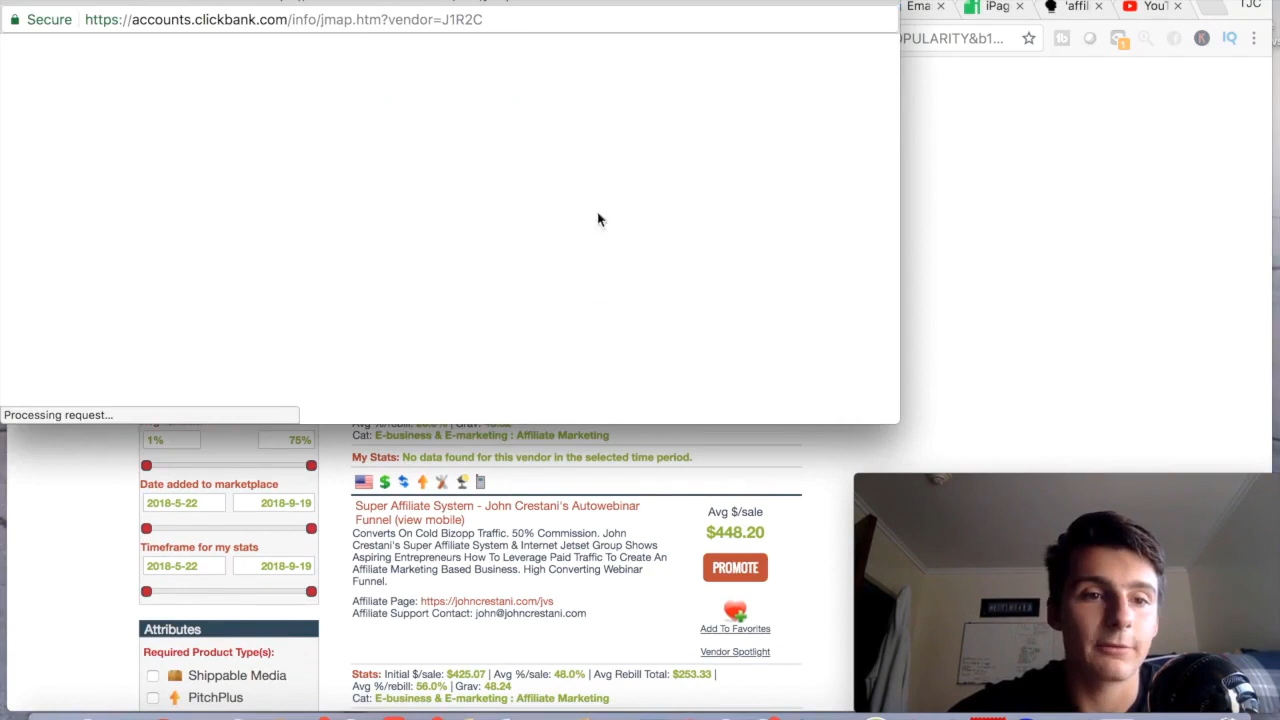 Secure https://accounts.clickbank.com/info/jmap.htm?vendor=J1R2C
Ema × iPag × 'affil × YouT × TJC
OPULARITY&b1...
Processing request...
1% 75%
Date added to marketplace
2018-5-22 2018-9-19
Timeframe for my stats
2018-5-22 2018-9-19
Attributes
Required Product Type(s):
Shippable Media
PitchPlus
Cat: E-business & E-marketing : Affiliate Marketing
My Stats: No data found for this vendor in the selected time period.
Super Affiliate System - John Crestani's Autowebinar
Funnel (view mobile)
Converts On Cold Bizopp Traffic. 50% Commission. John
Crestani's Super Affiliate System & Internet Jetset Group Shows
Aspiring Entrepreneurs How To Leverage Paid Traffic To Create An
Affiliate Marketing Based Business. High Converting Webinar
Funnel.
Affiliate Page: https://johncrestani.com/jvs
Affiliate Support Contact: john@johncrestani.com
Stats: Initial $/sale: $425.07 | Avg %/sale: 48.0% | Avg Rebill Total: $253.33 |
Avg %/rebill: 56.0% | Grav: 48.24
Cat: E-business & E-marketing : Affiliate Marketing
Avg $/sale
$448.20
PROMOTE
Add To Favorites
Vendor Spotlight